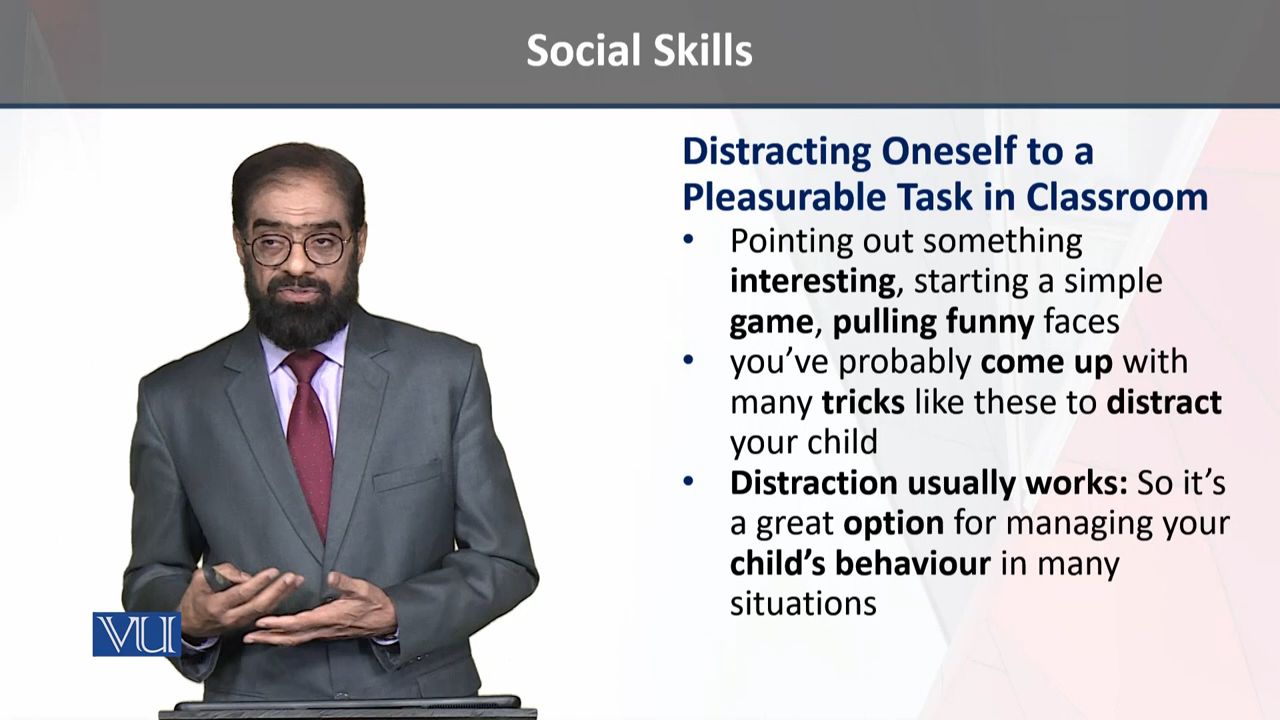 Social Skills
Distracting Oneself to a
Pleasurable Task in Classroom
• Pointing out something
interesting, starting a simple
game, pulling funny faces
• you’ve probably come up with
many tricks like these to distract
your child
• Distraction usually works: So it’s
a great option for managing your
child’s behaviour in many
situations
VU